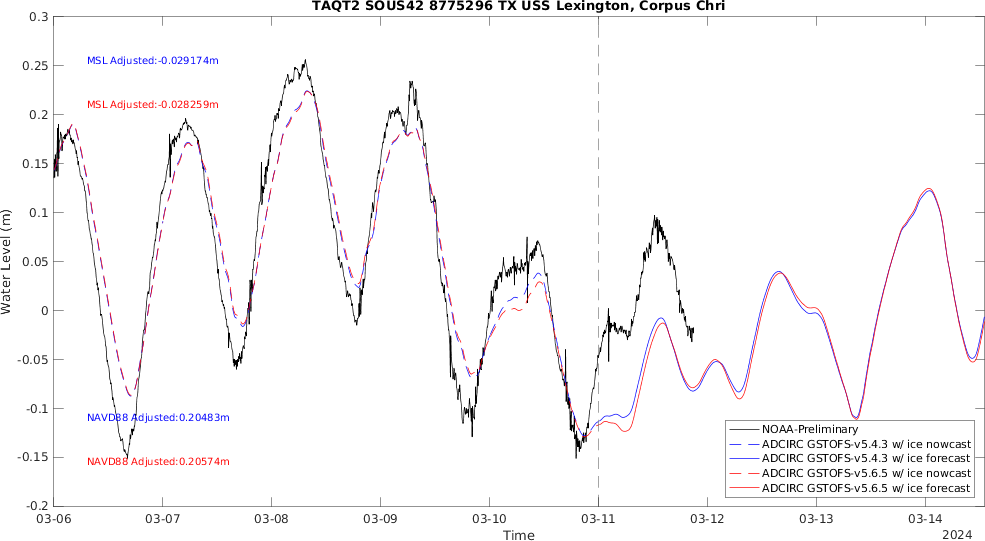 TAQT2 SOUS42 8775296 TX USS Lexington, Corpus Chri
0.3
0.25
0.2
0.15
0.1
0.05
0
-0.05
-0.1
-0.15
-0.2
Water Level (m)
MSL Adjusted:-0.029174m
MSL Adjusted:-0.028259m
NAVD88 Adjusted:0.20483m
NAVD88 Adjusted:0.20574m
NOAA-Preliminary
ADCIRC GSTOFS-v5.4.3 w/ ice nowcast
ADCIRC GSTOFS-v5.4.3 w/ ice forecast
ADCIRC GSTOFS-v5.6.5 w/ ice nowcast
ADCIRC GSTOFS-v5.6.5 w/ ice forecast
03-06 03-07 03-08 03-09 03-10 03-11 03-12 03-13 03-14
Time
2024